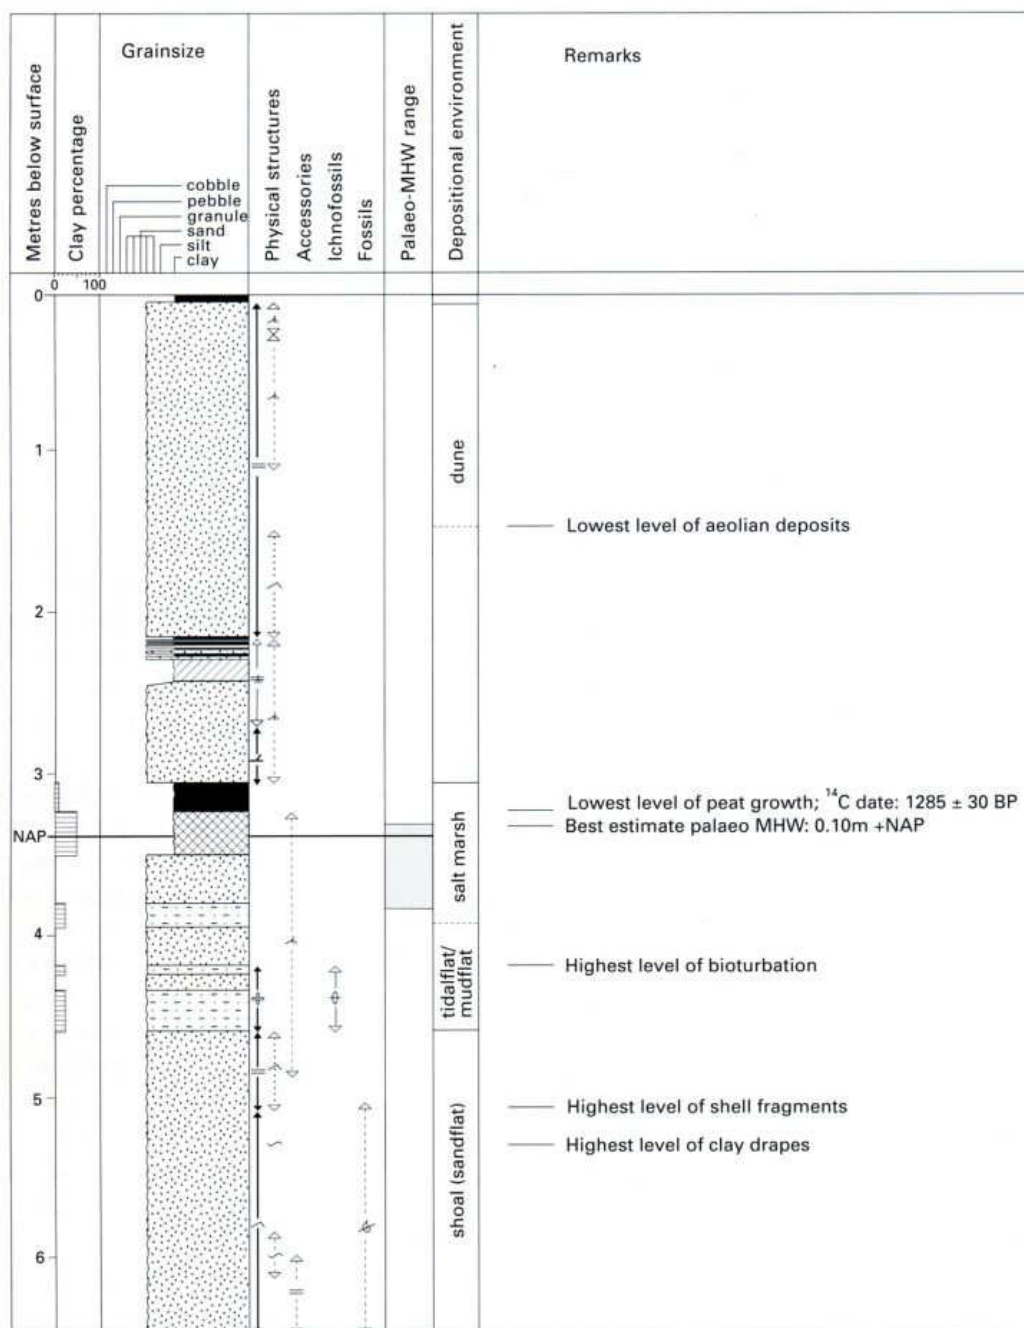 Metres below surface
Clay percentage
Grainsize
cobble
pebble
granule
sand
silt
clay
Physical structures
Accessories
Ichnofossils
Fossils
Palaeo-MHW range
Depositional environment
Remarks
0 100
0
1
2
3
NAP
4
5
6
dune
salt marsh
tidalflat/
mudflat
shoal (sandflat)
Lowest level of aeolian deposits
Lowest level of peat growth; 14C date: 1285 ± 30 BP
Best estimate palaeo MHW: 0.10m +NAP
Highest level of bioturbation
Highest level of shell fragments
Highest level of clay drapes